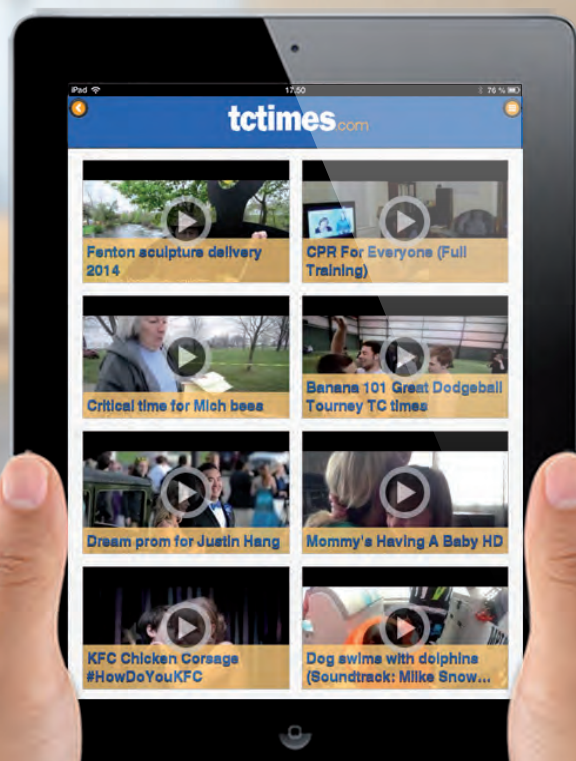 iPad 17.50 76 %
tctimes.com
Fenton sculpture delivery
2014
CPR For Everyone (Full
Training)
Critical time for Mich bees
Banana 101 Great Dodgeball
Tourney TC times
Dream prom for Justin Hang
Mommy's Having A Baby HD
KFC Chicken Corsage
#HowDoYouKFC
Dog swims with dolphins
(Soundtrack: Miike Snow...